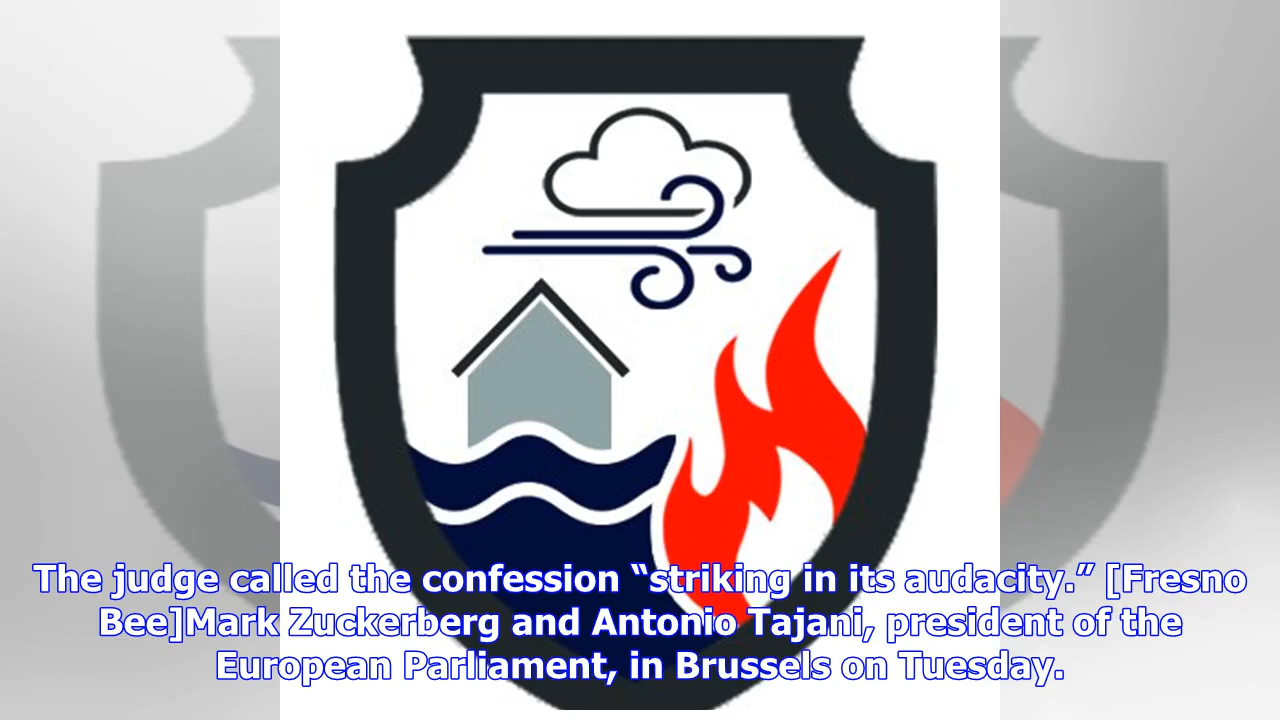 The judge called the confession “striking in its audacity.” [Fresno
Bee]Mark Zuckerberg and Antonio Tajani, president of the
European Parliament, in Brussels on Tuesday.